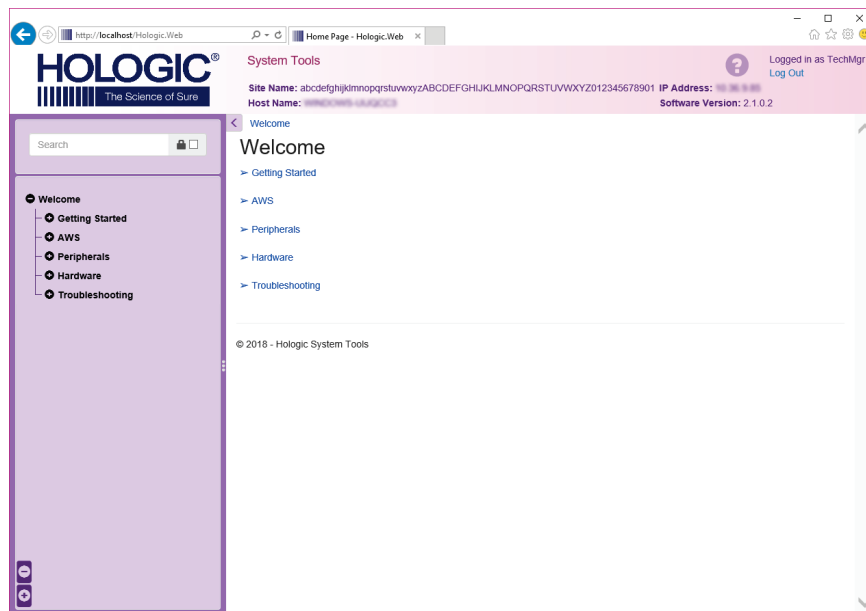 http://localhost/Hologic.Web
Home Page - Hologic.Web
HOLOGIC®
The Science of Sure
System Tools
Logged in as TechMgr
Log Out
Site Name: abcdefghijklmnopqrstuvwxyzABCDEFGHIJKLMNOPQRSTUVWXYZ012345678901 IP Address:
Host Name:
Software Version: 2.1.0.2
Search
Welcome
Getting Started
AWS
Peripherals
Hardware
Troubleshooting
Welcome
Welcome
➢ Getting Started
➢ AWS
➢ Peripherals
➢ Hardware
➢ Troubleshooting
© 2018 - Hologic System Tools